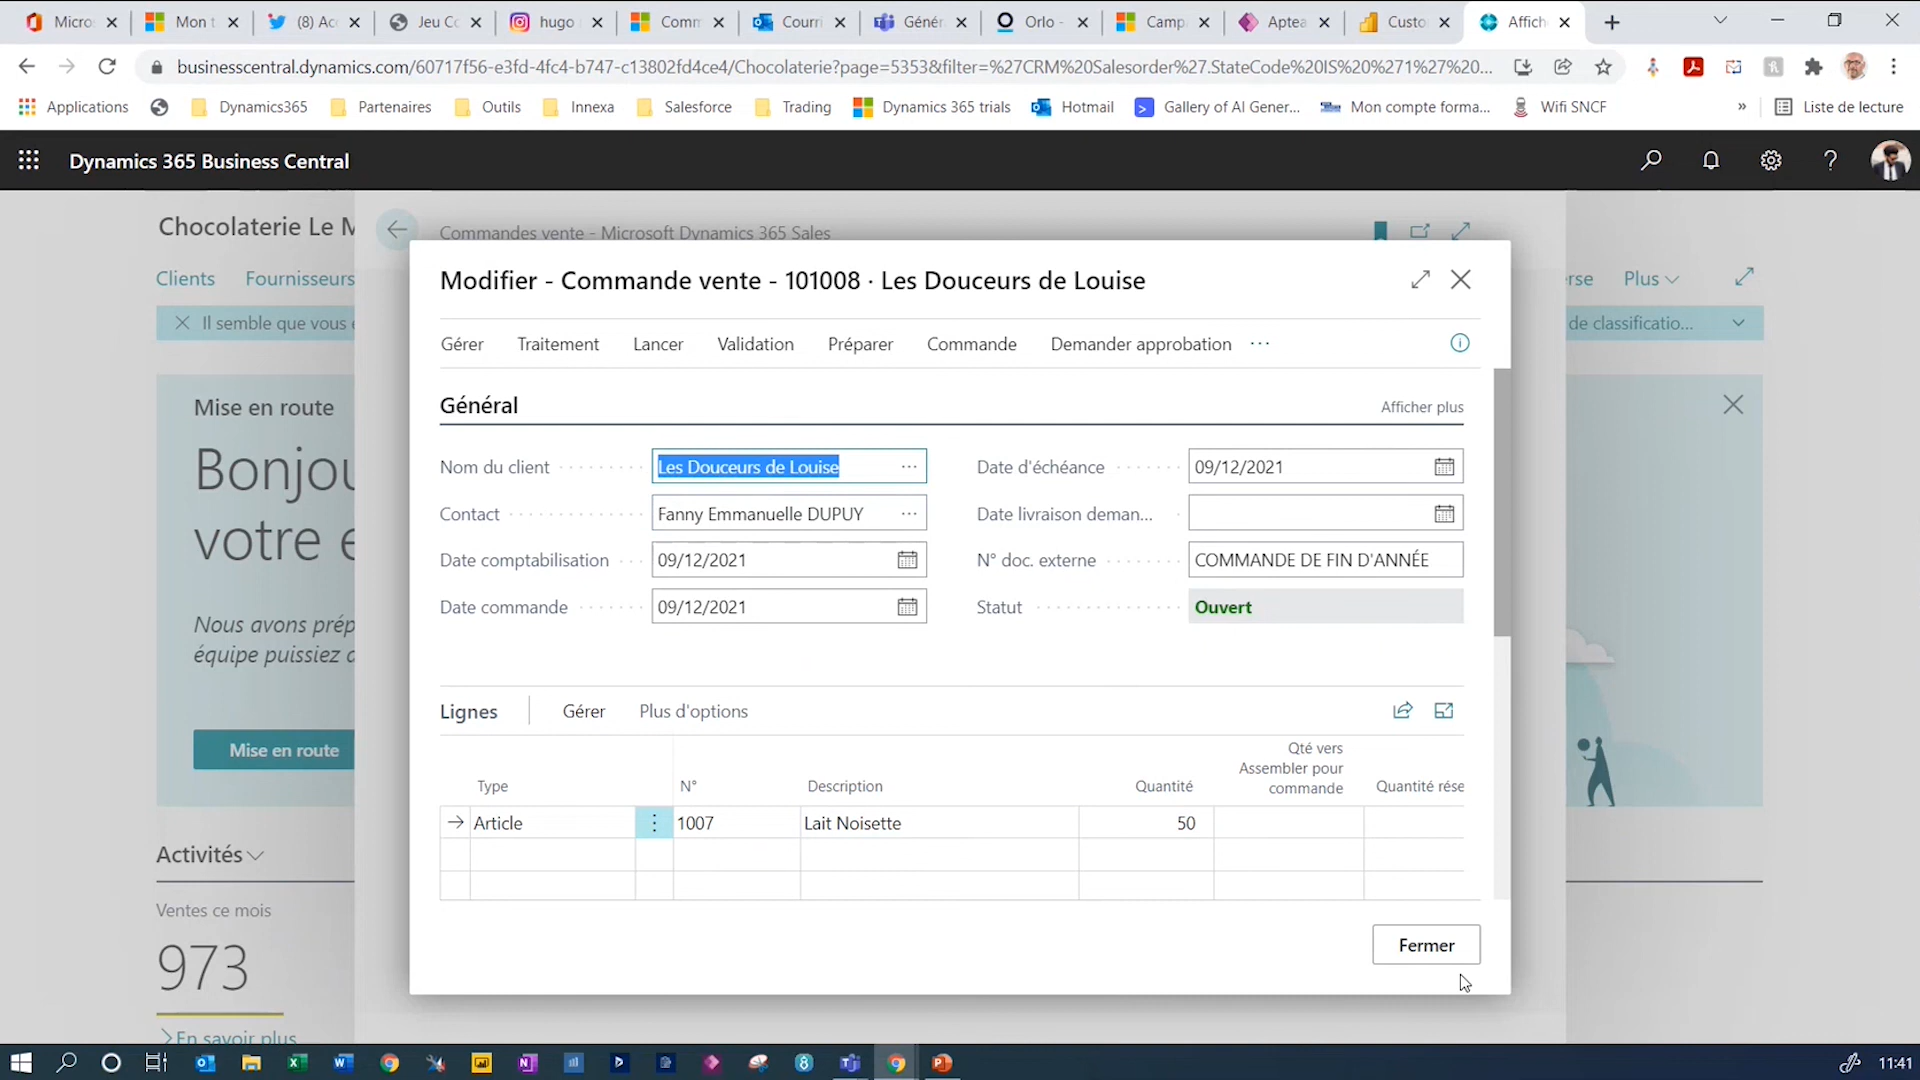 Micros
Mon t
(8) Acc
Jeu Co
hugo
Comm
Courri
Génér
Orlo -
Camp
Aptea
Custo
Affich
businesscentral.dynamics.com/60717f56-e3fd-4fc4-b747-c13802fd4ce4/Chocolaterie?page=5353&filter=%27CRM%20Salesorder%27.StateCode%20IS%20%271%27%20...
Applications
Dynamics365
Partenaires
Outils
Innexa
Salesforce
Trading
Dynamics 365 trials
Hotmail
Gallery of AI Gener...
Mon compte forma...
Wifi SNCF
»
Liste de lecture
Dynamics 365 Business Central
Chocolaterie Le M
Commandes vente - Microsoft Dynamics 365 Sales
Clients
Fournisseurs
rse
Plus
Il semble que vous e
de classificatio...
Modifier - Commande vente - 101008 · Les Douceurs de Louise
Gérer
Traitement
Lancer
Validation
Préparer
Commande
Demander approbation
...
Mise en route
Bonjou
votre e
Nous avons prép
équipe puissiez a
Mise en route
Général
Afficher plus
Nom du client
Les Douceurs de Louise
Date d'échéance
09/12/2021
Contact
Fanny Emmanuelle DUPUY
Date livraison deman...
Date comptabilisation
09/12/2021
N° doc. externe
COMMANDE DE FIN D'ANNÉE
Date commande
09/12/2021
Statut
Ouvert
Lignes
Gérer
Plus d'options
Type
N°
Description
Quantité
Qté vers
Assembler pour
commande
Quantité rése
Article
1007
Lait Noisette
50
Activités
Ventes ce mois
973
En savoir plus
Fermer
11:41